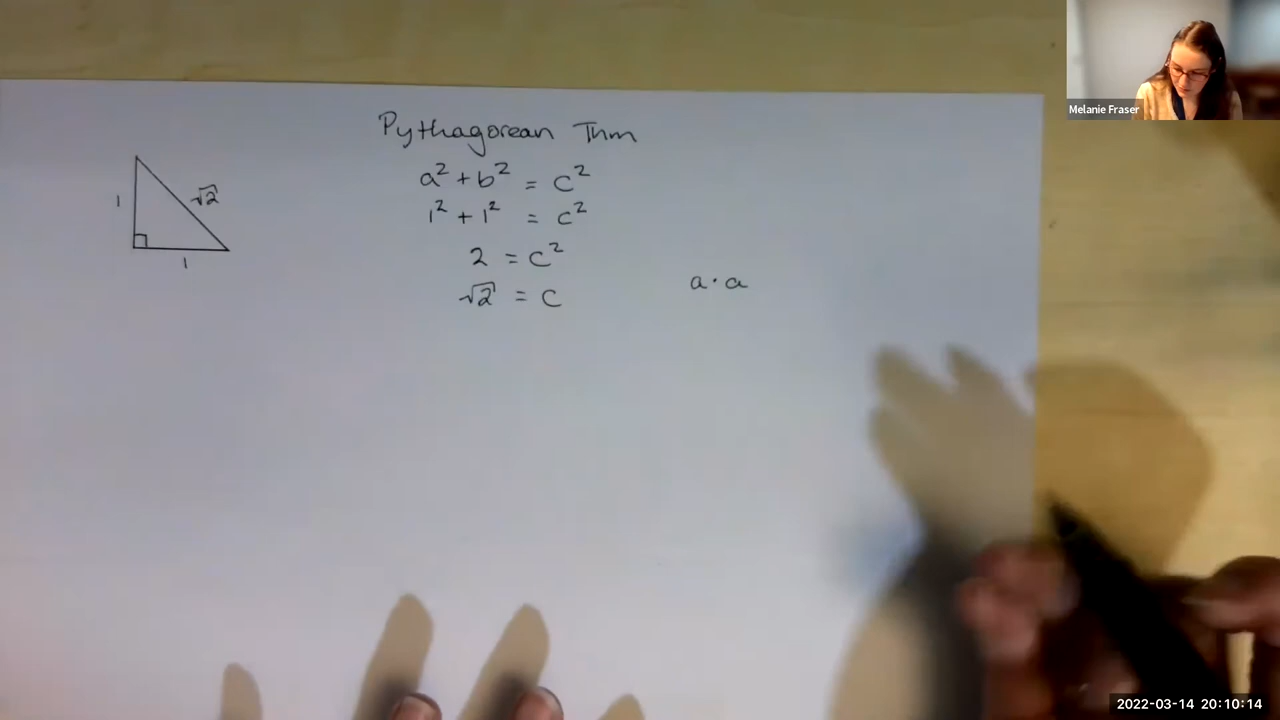 Melanie Fraser
Pythagorean Thm
a² + b² = c²
1² + 1² = c²
2 = c²
√2 = c
1
√2
1
a · a
2022-03-14 20:10:14